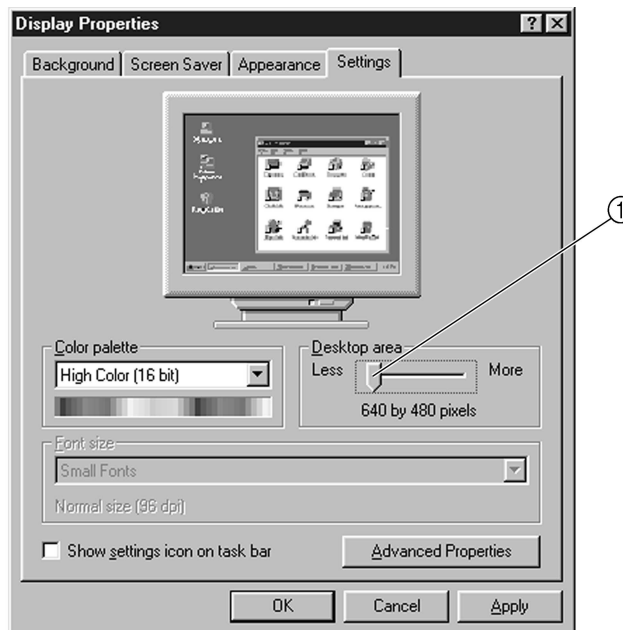 Display Properties
Background Screen Saver Appearance Settings
①
Color palette
High Color (16 bit)
Desktop area
Less More
640 by 480 pixels
Font size
Small Fonts
Normal size (96 dpi)
Show settings icon on task bar
Advanced Properties
OK Cancel Apply